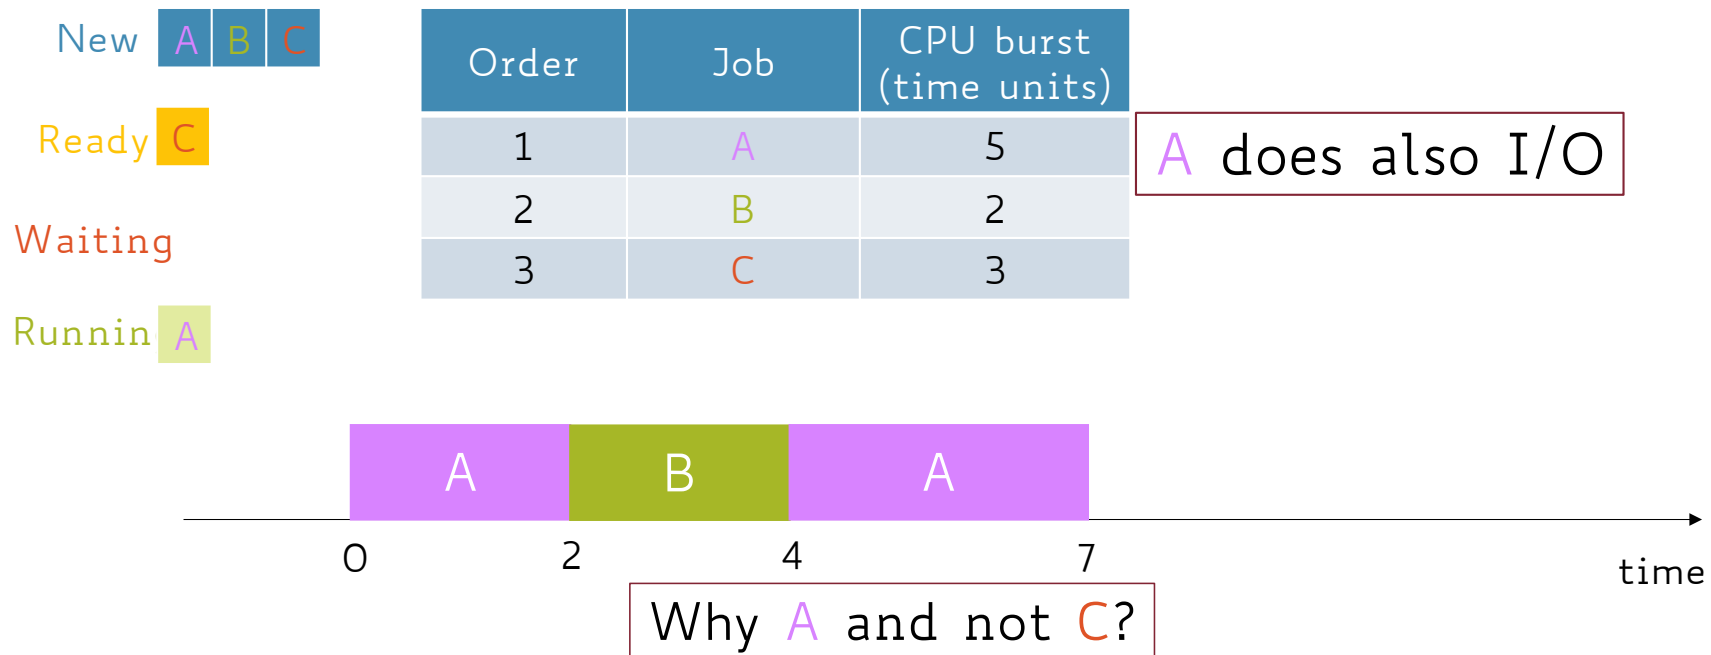 New A B C
Ready C
Waiting
Runnin A
Order Job CPU burst (time units)
1 A 5
2 B 2
3 C 3
A does also I/O
A B A
0 2 4 7
time
Why A and not C?